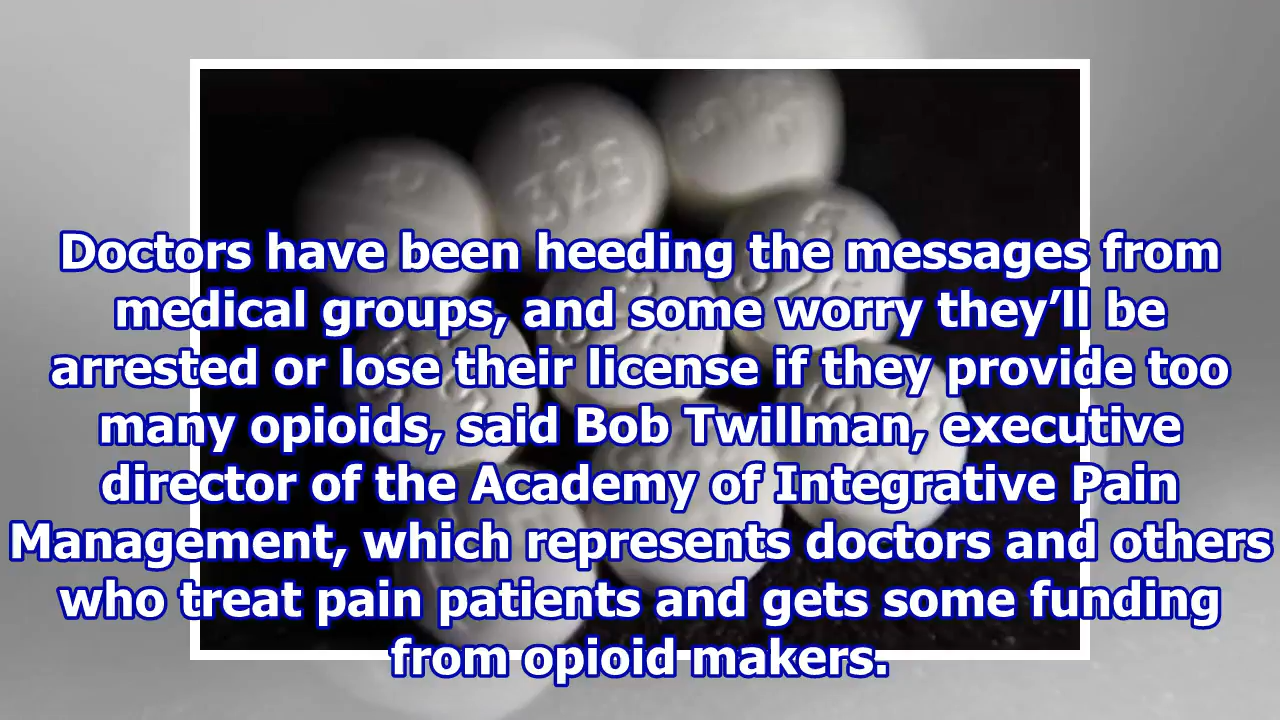 Doctors have been heeding the messages from
medical groups, and some worry they’ll be
arrested or lose their license if they provide too
many opioids, said Bob Twillman, executive
director of the Academy of Integrative Pain
Management, which represents doctors and others
who treat pain patients and gets some funding
from opioid makers.
5
325